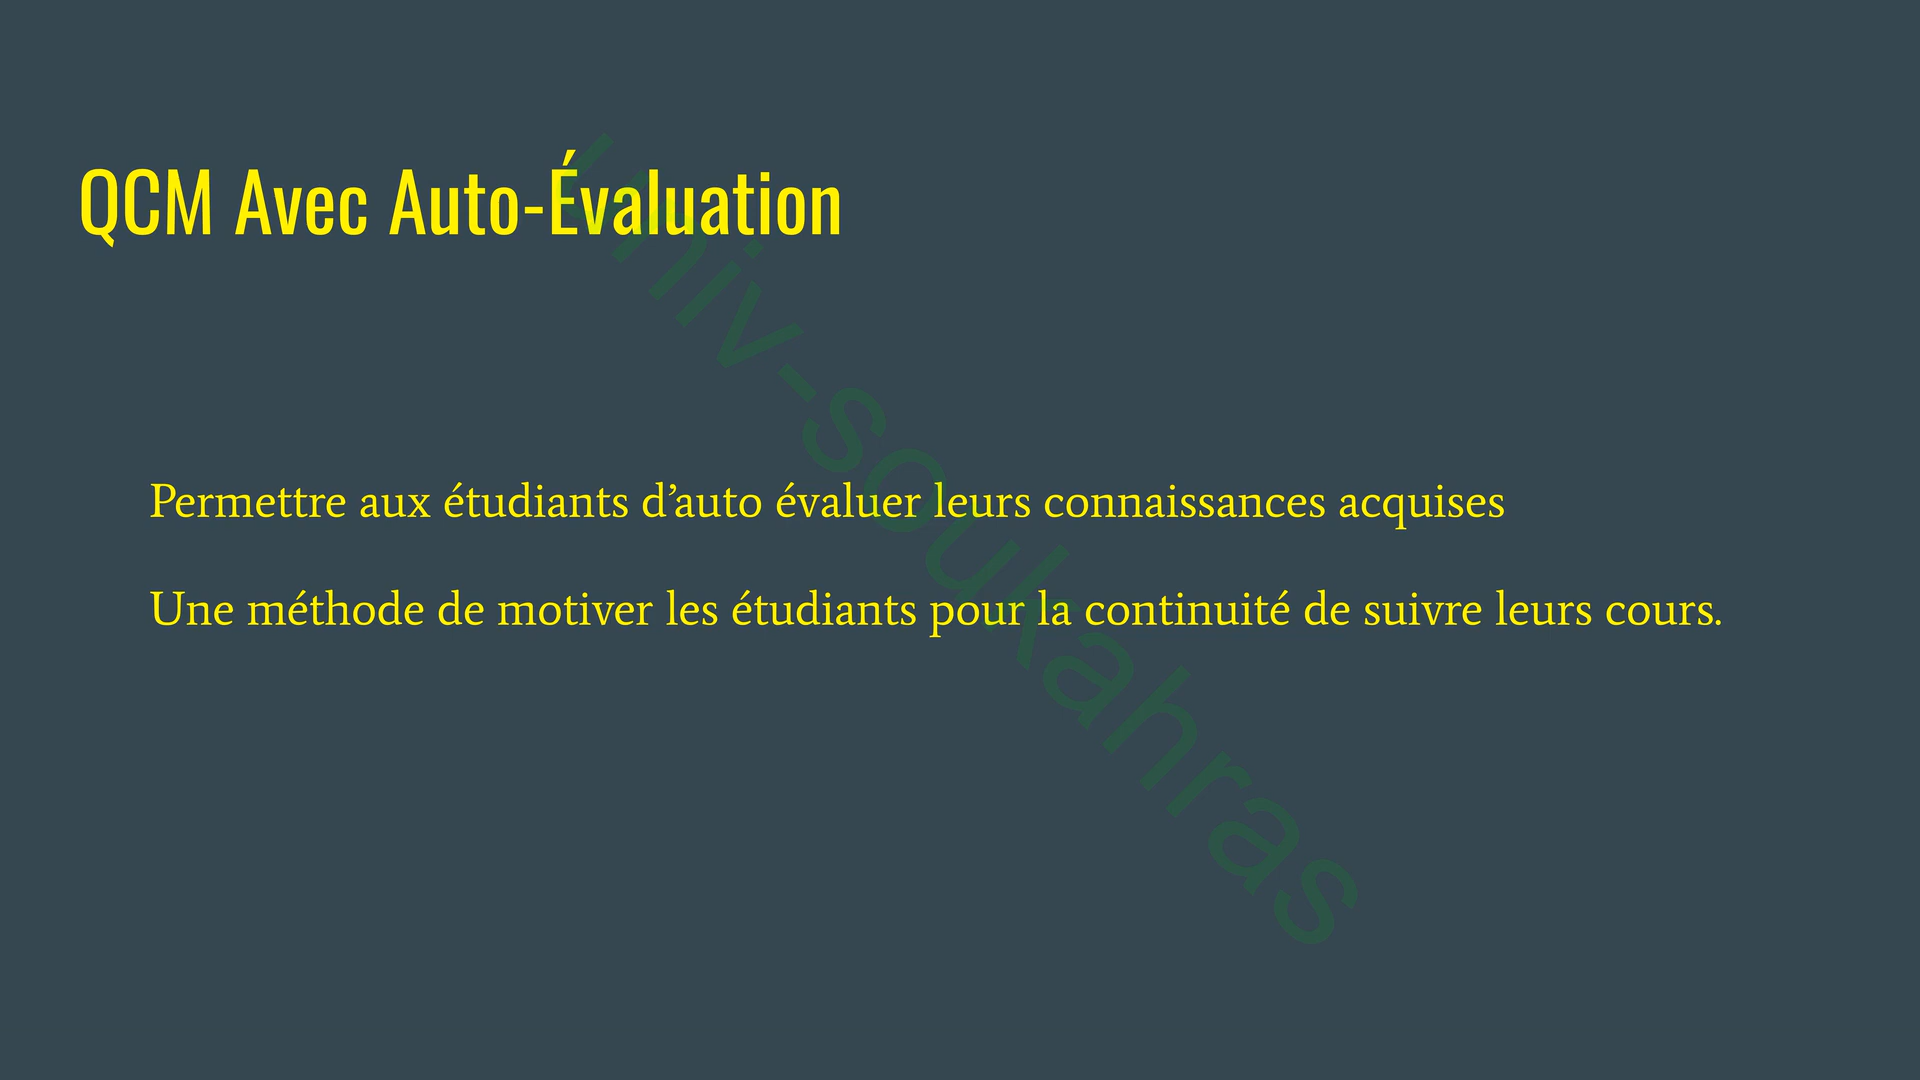 QCM Avec Auto-Évaluation
Permettre aux étudiants d’auto évaluer leurs connaissances acquises
Une méthode de motiver les étudiants pour la continuité de suivre leurs cours.
univ-soukahras